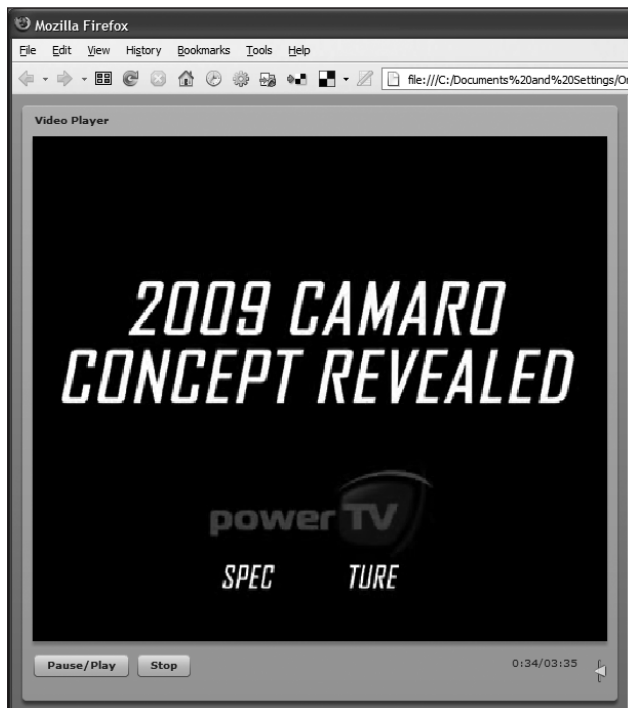 Mozilla Firefox
File Edit View History Bookmarks Tools Help
file:///C:/Documents%20and%20Settings/Or
Video Player
2009 CAMARO
CONCEPT REVEALED
power TV
SPEC TURE
Pause/Play Stop 0:34/03:35